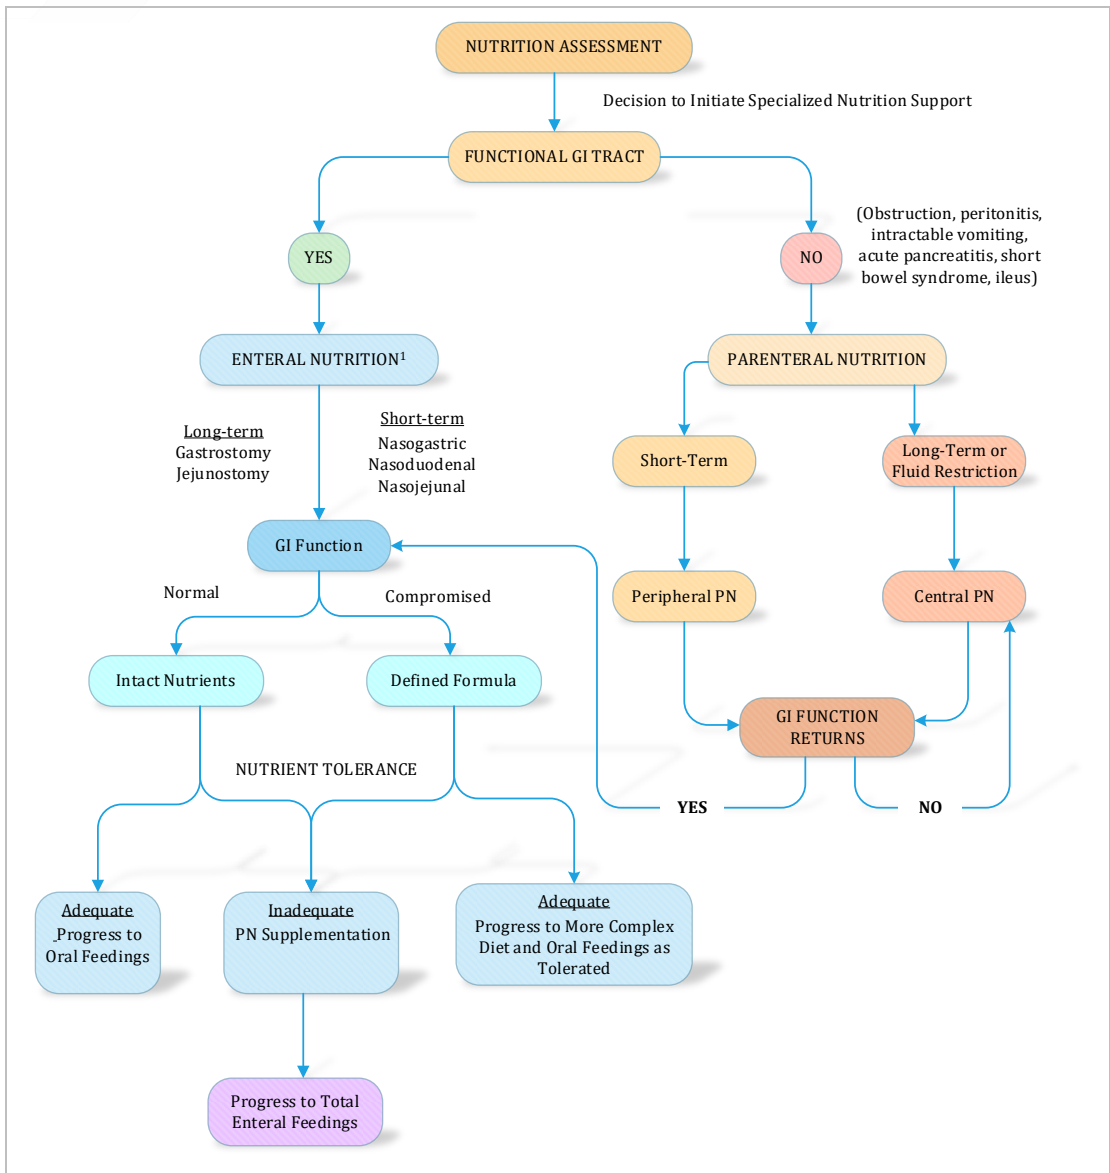 NUTRITION ASSESSMENT
Decision to Initiate Specialized Nutrition Support
FUNCTIONAL GI TRACT
YES
NO
(Obstruction, peritonitis,
intractable vomiting,
acute pancreatitis, short
bowel syndrome, ileus)
ENTERAL NUTRITION¹
PARENTERAL NUTRITION
Long-term
Gastrostomy
Jejunostomy
Short-term
Nasogastric
Nasoduodenal
Nasojejunal
Short-Term
Long-Term or
Fluid Restriction
GI Function
Normal
Compromised
Peripheral PN
Central PN
Intact Nutrients
Defined Formula
GI FUNCTION
RETURNS
NUTRIENT TOLERANCE
YES
NO
Adequate
Progress to
Oral Feedings
Inadequate
PN Supplementation
Adequate
Progress to More Complex
Diet and Oral Feedings as
Tolerated
Progress to Total
Enteral Feedings